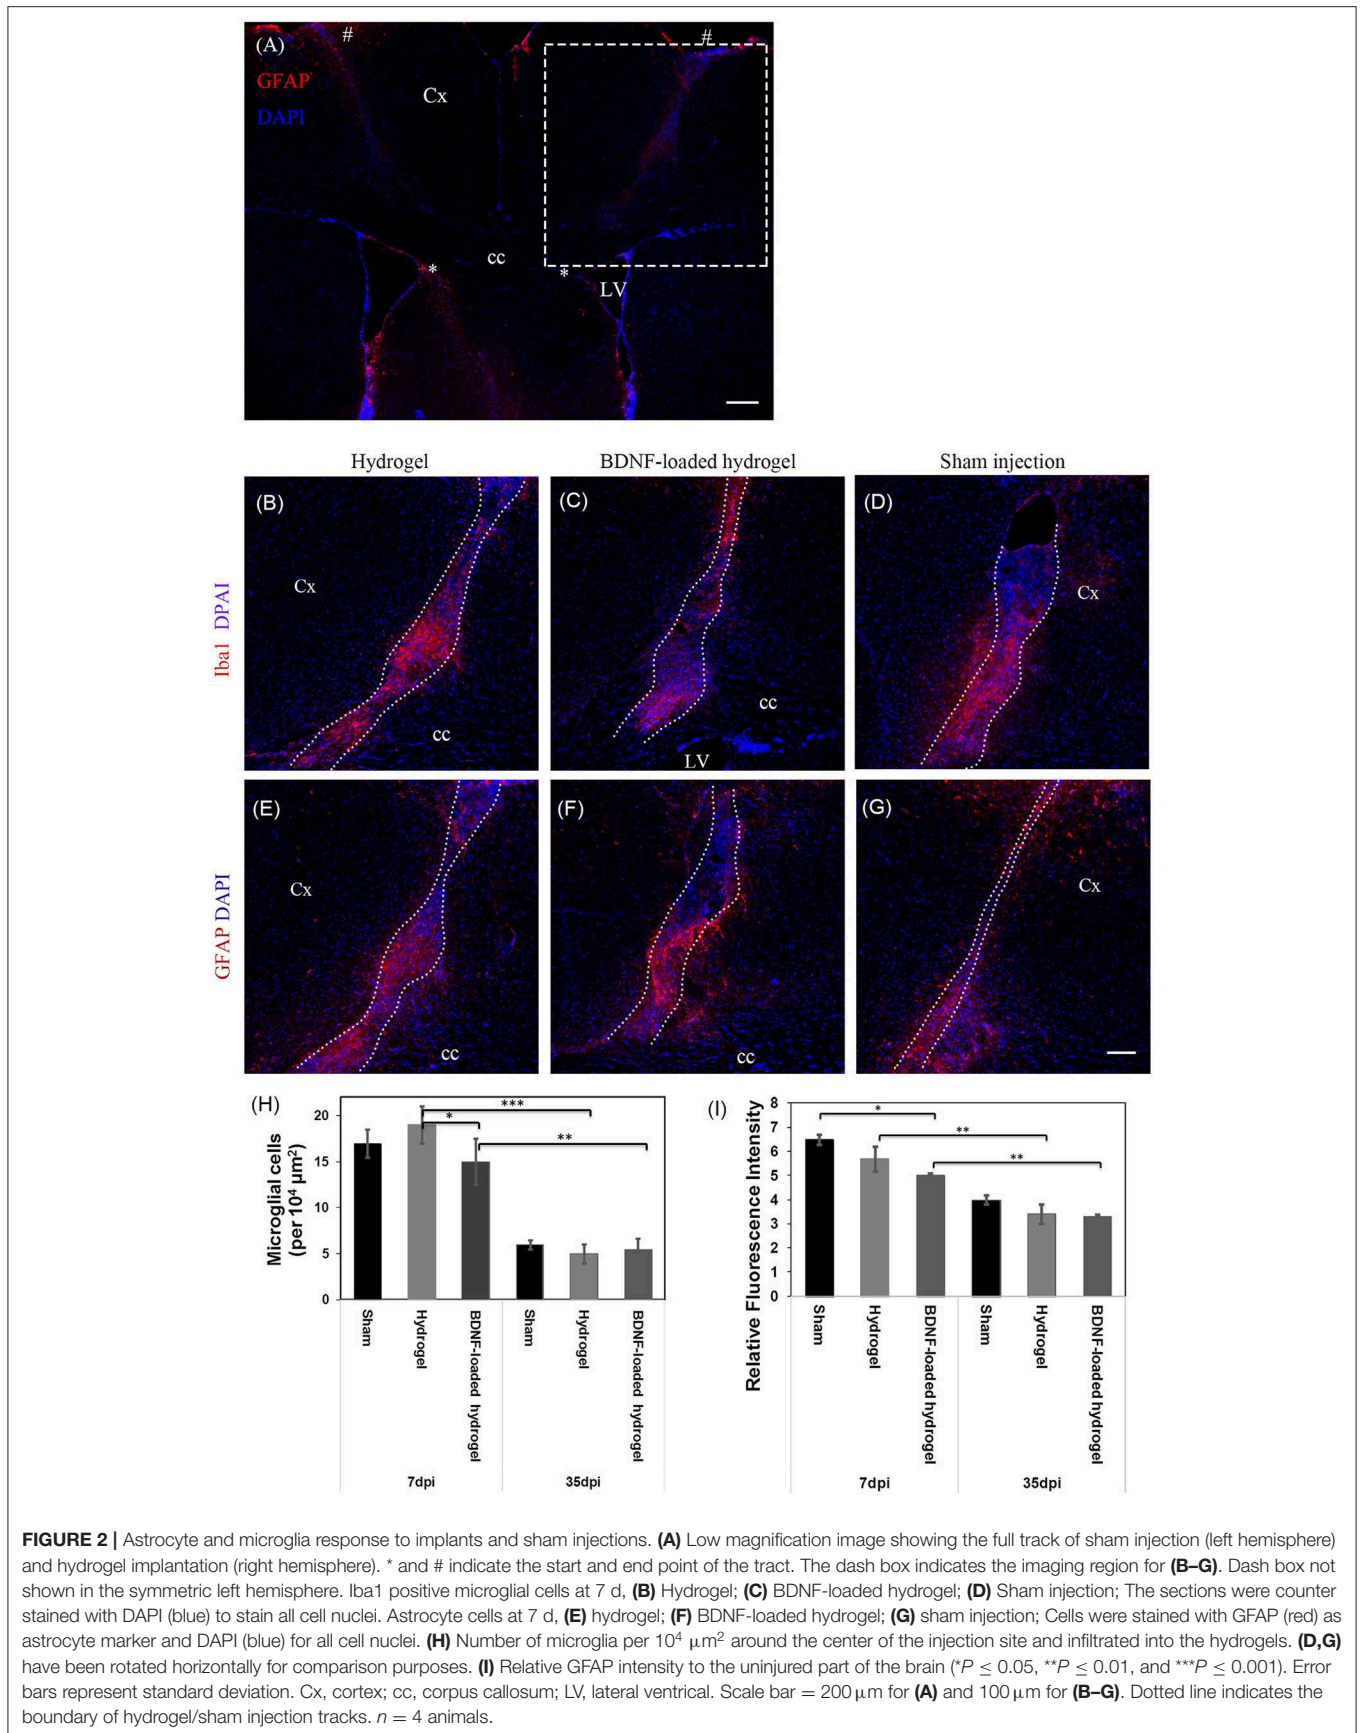 (A)
#
#
GFAP
DAPI
Cx
cc
*
*
LV
Hydrogel
BDNF-loaded hydrogel
Sham injection
Iba1 DPAI
(B)
Cx
cc
(C)
cc
LV
(D)
Cx
GFAP DAPI
(E)
Cx
cc
(F)
cc
(G)
Cx
(H)
Microglial cells
(per 10⁴ µm²)
20
15
10
5
0
***
*
**
Sham
Hydrogel
BDNF-loaded hydrogel
Sham
Hydrogel
BDNF-loaded hydrogel
7dpi
35dpi
(I)
Relative Fluorescence Intensity
8
7
6
5
4
3
2
1
0
*
**
**
Sham
Hydrogel
BDNF-loaded hydrogel
Sham
Hydrogel
BDNF-loaded hydrogel
7dpi
35dpi
FIGURE 2 | Astrocyte and microglia response to implants and sham injections. (A) Low magnification image showing the full track of sham injection (left hemisphere)
and hydrogel implantation (right hemisphere). * and # indicate the start and end point of the tract. The dash box indicates the imaging region for (B–G). Dash box not
shown in the symmetric left hemisphere. Iba1 positive microglial cells at 7 d, (B) Hydrogel; (C) BDNF-loaded hydrogel; (D) Sham injection; The sections were counter
stained with DAPI (blue) to stain all cell nuclei. Astrocyte cells at 7 d, (E) hydrogel; (F) BDNF-loaded hydrogel; (G) sham injection; Cells were stained with GFAP (red) as
astrocyte marker and DAPI (blue) for all cell nuclei. (H) Number of microglia per 10⁴ µm² around the center of the injection site and infiltrated into the hydrogels. (D,G)
have been rotated horizontally for comparison purposes. (I) Relative GFAP intensity to the uninjured part of the brain (*P ≤ 0.05, **P ≤ 0.01, and ***P ≤ 0.001). Error
bars represent standard deviation. Cx, cortex; cc, corpus callosum; LV, lateral ventrical. Scale bar = 200 µm for (A) and 100 µm for (B–G). Dotted line indicates the
boundary of hydrogel/sham injection tracks. n = 4 animals.